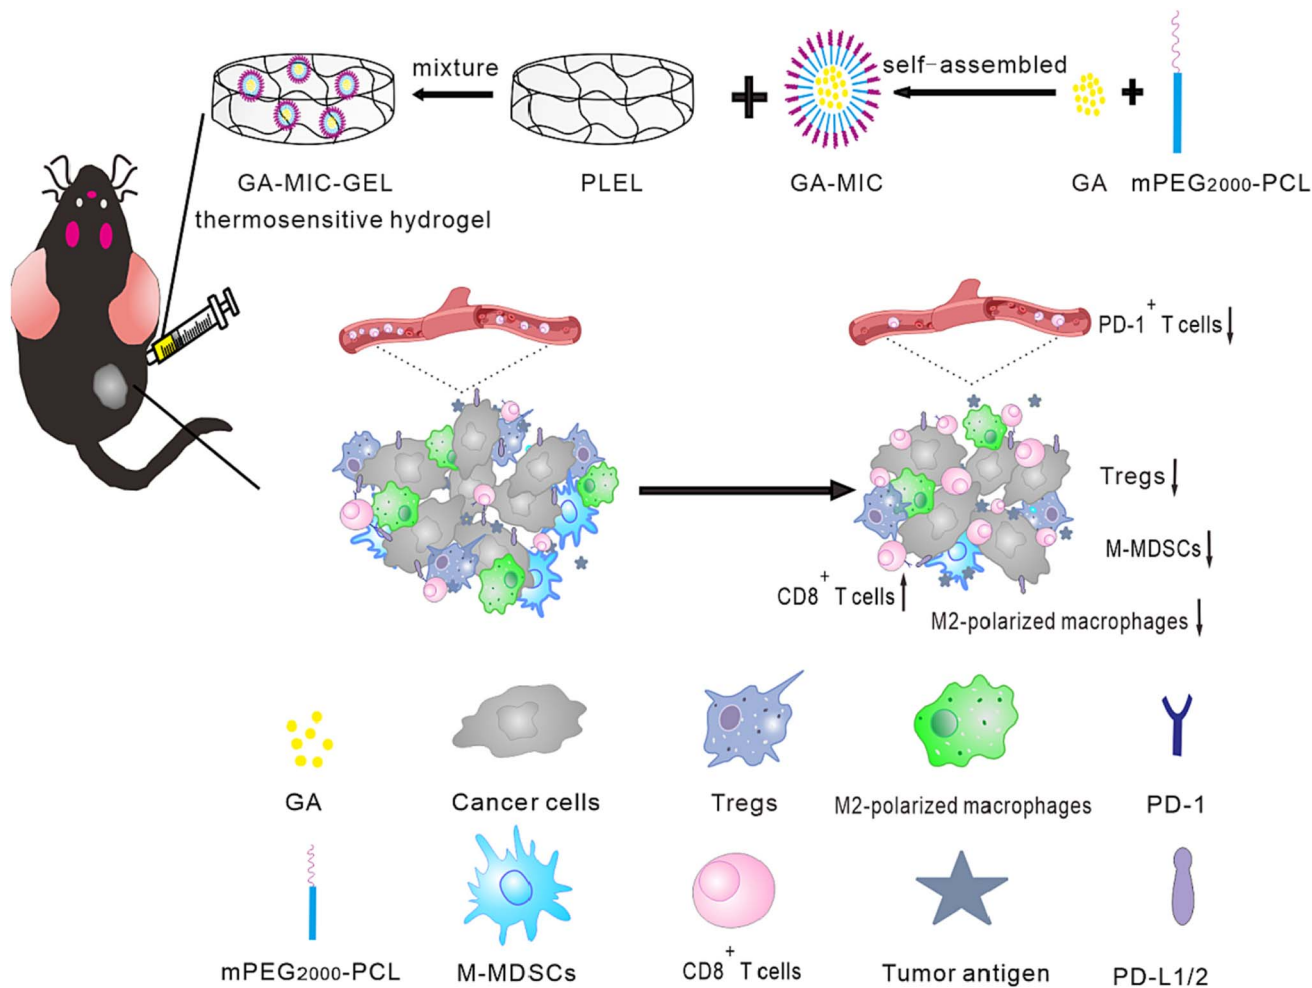 mixture
self-assembled
GA-MIC-GEL
thermosensitive hydrogel
PLEL
GA-MIC
GA
mPEG2000-PCL
PD-1+ T cells↓
Tregs↓
M-MDSCs↓
CD8+ T cells↑
M2-polarized macrophages↓
GA
Cancer cells
Tregs
M2-polarized macrophages
PD-1
mPEG2000-PCL
M-MDSCs
CD8+ T cells
Tumor antigen
PD-L1/2